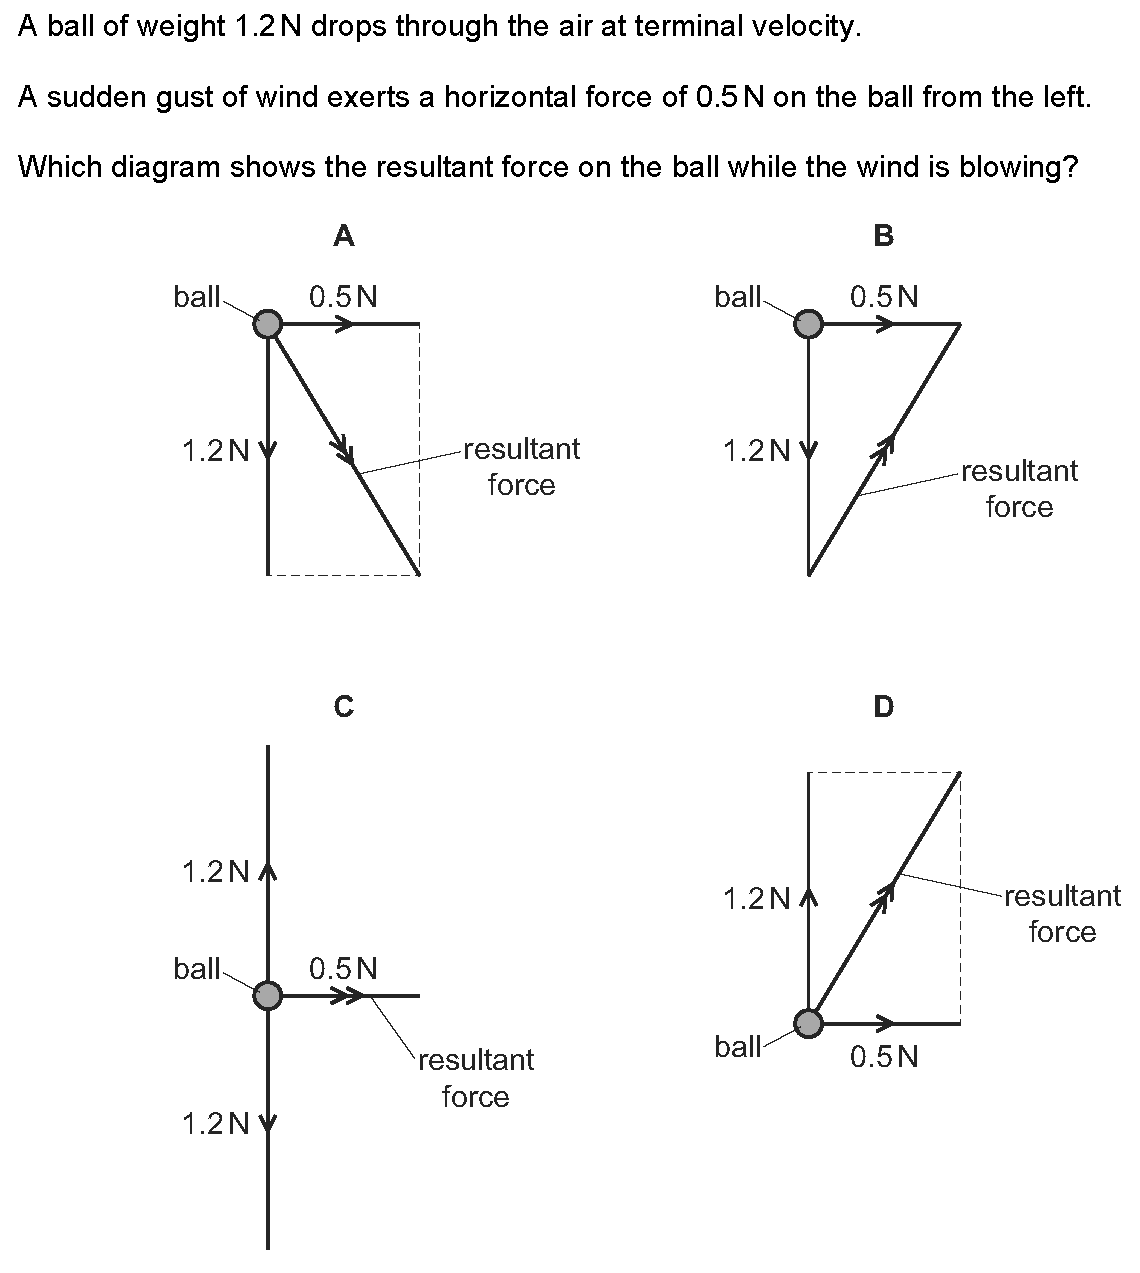 A ball of weight 1.2 N drops through the air at terminal velocity.
A sudden gust of wind exerts a horizontal force of 0.5 N on the ball from the left.
Which diagram shows the resultant force on the ball while the wind is blowing?
A
ball
0.5 N
1.2 N
resultant
force
B
ball
0.5 N
1.2 N
resultant
force
C
1.2 N
ball
0.5 N
resultant
force
1.2 N
D
1.2 N
resultant
force
ball
0.5 N